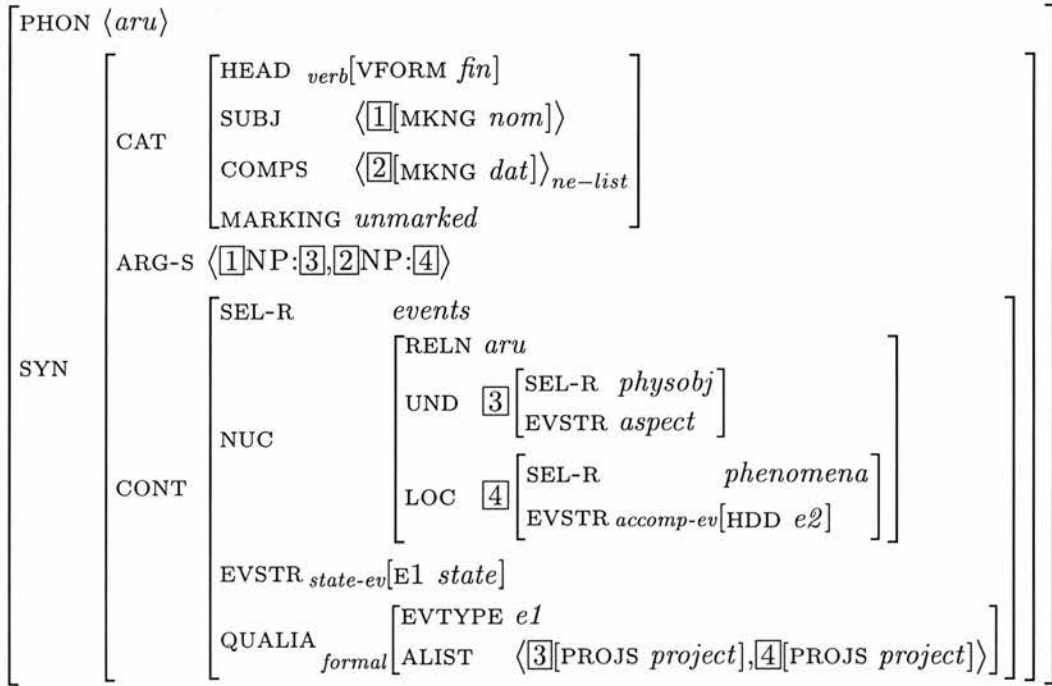 PHON ⟨aru⟩
HEAD verb[VFORM fin]
SUBJ ⟨1[MKNG nom]⟩
CAT
COMPS ⟨2[MKNG dat]⟩ne−list
MARKING unmarked
ARG-S ⟨1NP:3,2NP:4⟩
SEL-R events
RELN aru
SYN
UND 3[SEL-R physobj
EVSTR aspect]
NUC
CONT
LOC 4[SEL-R phenomena
EVSTR accomp-ev[HDD e2]]
EVSTR state-ev[E1 state]
EVTYPE e1
QUALIA formal
ALIST ⟨3[PROJS project],4[PROJS project]⟩